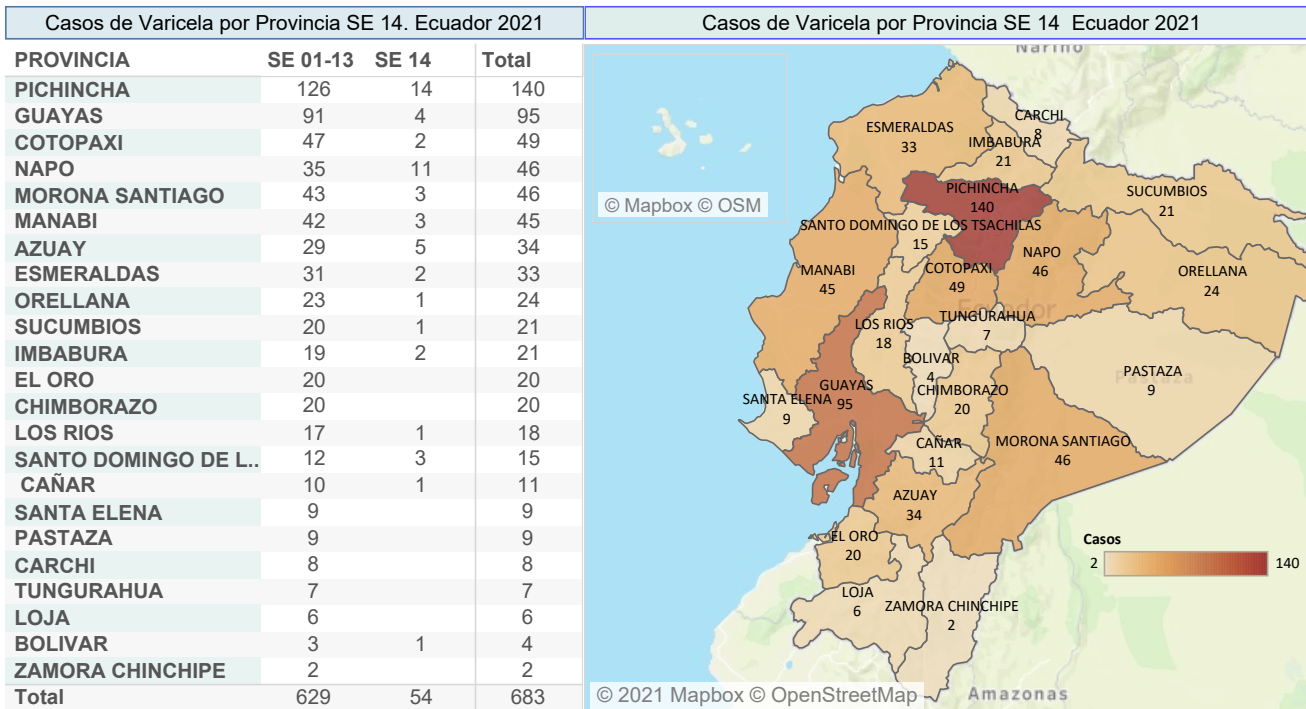 Casos de Varicela por Provincia SE 14. Ecuador 2021
PROVINCIA SE 01-13 SE 14 Total
PICHINCHA 126 14 140
GUAYAS 91 4 95
COTOPAXI 47 2 49
NAPO 35 11 46
MORONA SANTIAGO 43 3 46
MANABI 42 3 45
AZUAY 29 5 34
ESMERALDAS 31 2 33
ORELLANA 23 1 24
SUCUMBIOS 20 1 21
IMBABURA 19 2 21
EL ORO 20 20
CHIMBORAZO 20 20
LOS RIOS 17 1 18
SANTO DOMINGO DE L.. 12 3 15
CAÑAR 10 1 11
SANTA ELENA 9 9
PASTAZA 9 9
CARCHI 8 8
TUNGURAHUA 7 7
LOJA 6 6
BOLIVAR 3 1 4
ZAMORA CHINCHIPE 2 2
Total 629 54 683
Casos de Varicela por Provincia SE 14 Ecuador 2021
Nariño
© Mapbox © OSM
CARCHI
8
ESMERALDAS
33
IMBABURA
21
PICHINCHA
140
SUCUMBIOS
21
SANTO DOMINGO DE LOS TSACHILAS
15
NAPO
46
MANABI
45
COTOPAXI
49
ORELLANA
24
Ecuador
TUNGURAHUA
7
LOS RIOS
18
BOLIVAR
4
PASTAZA
Pastaza
9
GUAYAS
95
CHIMBORAZO
20
SANTA ELENA
9
CAÑAR
11
MORONA SANTIAGO
46
AZUAY
34
EL ORO
20
Casos
2 140
LOJA
6
ZAMORA CHINCHIPE
2
© 2021 Mapbox © OpenStreetMap
Amazonas